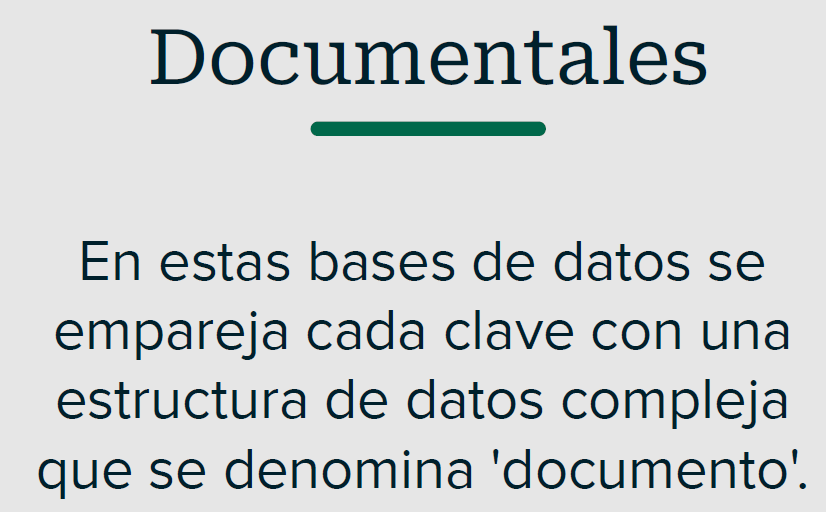 Documentales
En estas bases de datos se
empareja cada clave con una
estructura de datos compleja
que se denomina 'documento'.